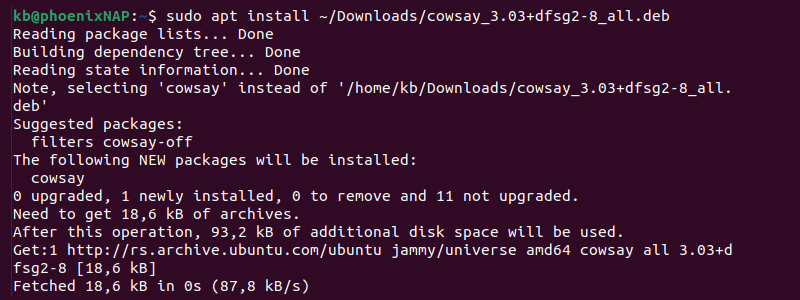 kb@phoenixNAP:~$ sudo apt install ~/Downloads/cowsay_3.03+dfsg2-8_all.deb
Reading package lists... Done
Building dependency tree... Done
Reading state information... Done
Note, selecting 'cowsay' instead of '/home/kb/Downloads/cowsay_3.03+dfsg2-8_all.
deb'
Suggested packages:
  filters cowsay-off
The following NEW packages will be installed:
  cowsay
0 upgraded, 1 newly installed, 0 to remove and 11 not upgraded.
Need to get 18,6 kB of archives.
After this operation, 93,2 kB of additional disk space will be used.
Get:1 http://rs.archive.ubuntu.com/ubuntu jammy/universe amd64 cowsay all 3.03+d
fsg2-8 [18,6 kB]
Fetched 18,6 kB in 0s (87,8 kB/s)